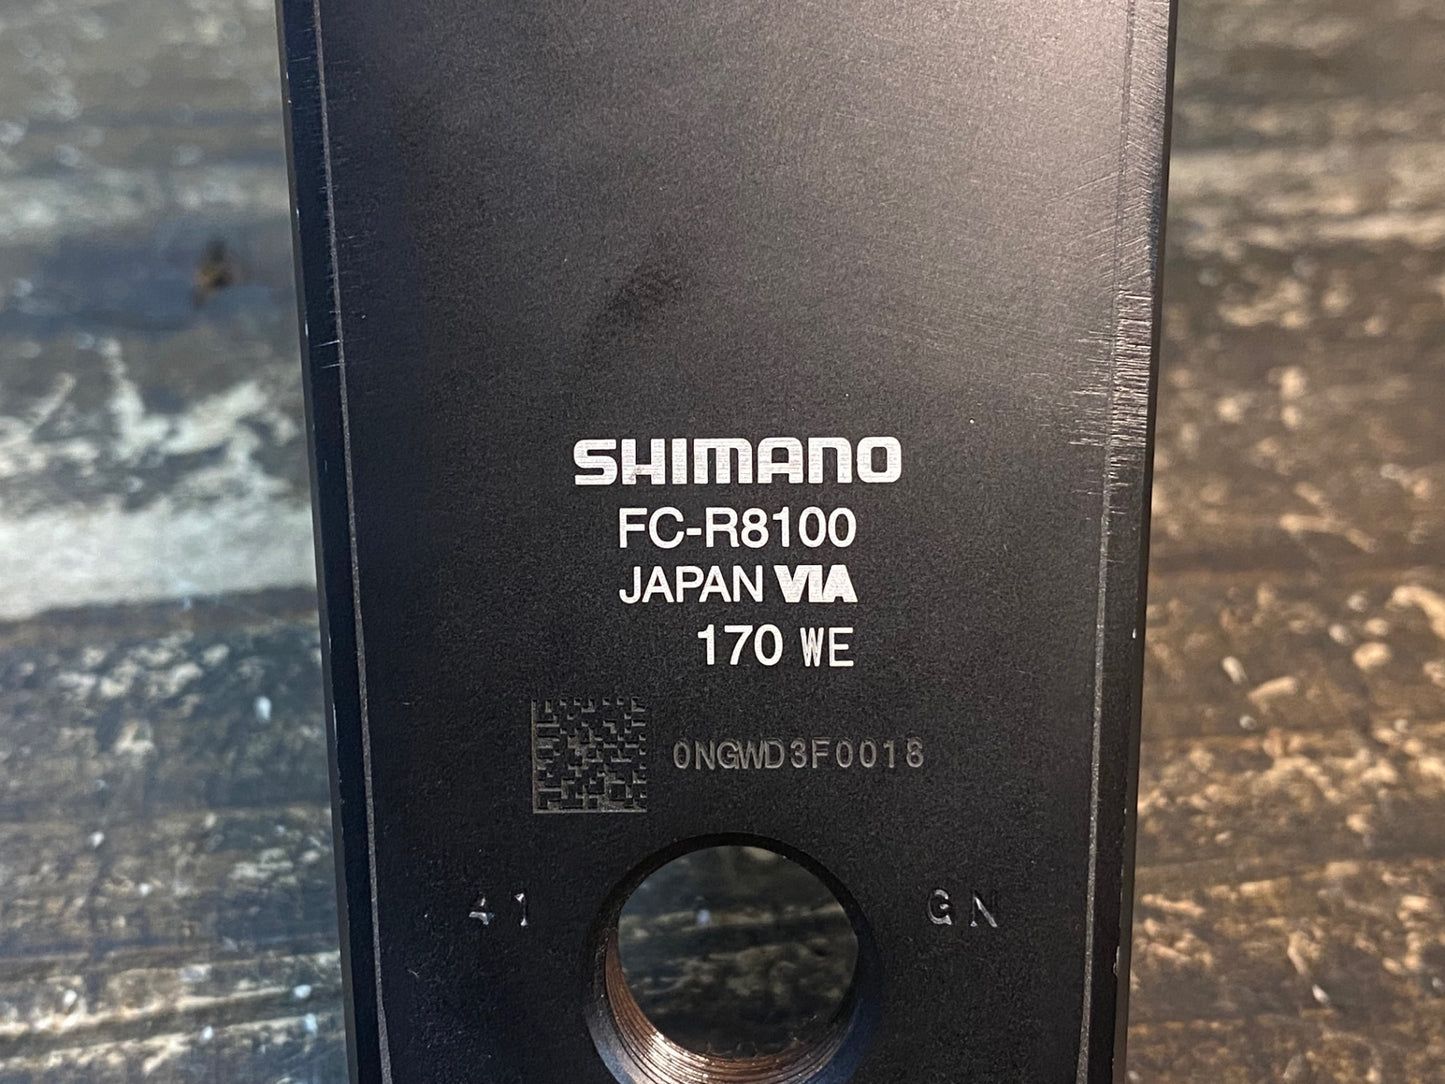 SHIMANO
FC-R8100
JAPAN VIA
170 WE
0NGWD3F0018
41 GN